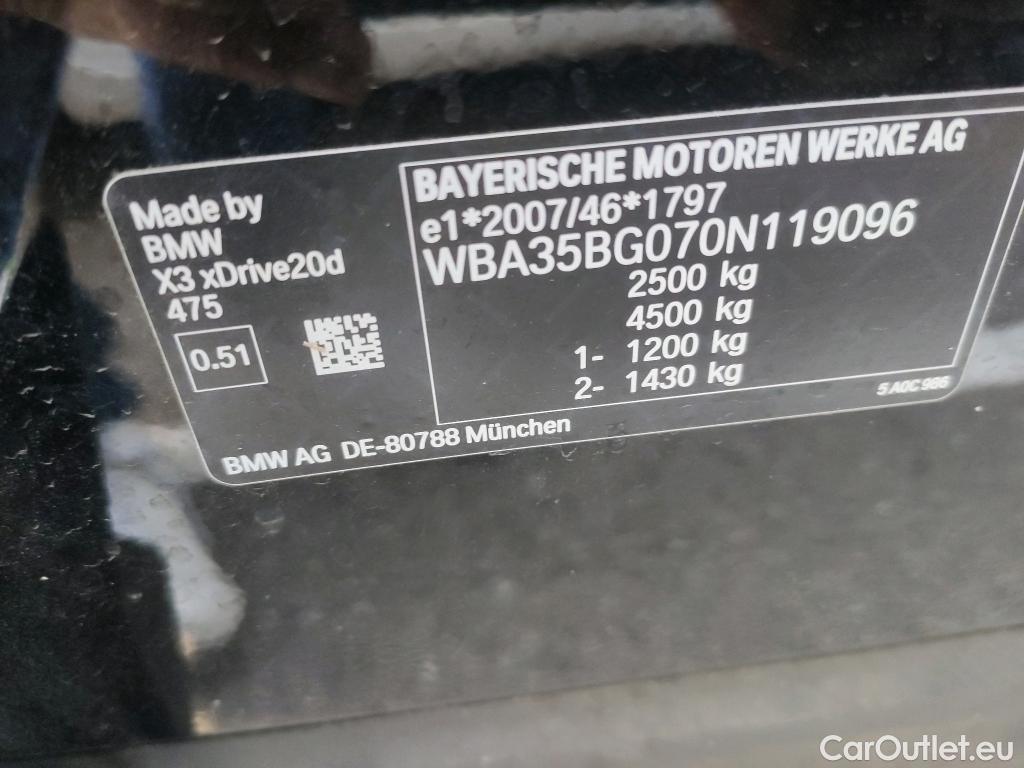 Made by
BMW
X3 xDrive20d
475
0.51
BAYERISCHE MOTOREN WERKE AG
e1*2007/46*1797
WBA35BG070N119096
2500 kg
4500 kg
1- 1200 kg
2- 1430 kg
5A0C986
BMW AG DE-80788 München
CarOutlet.eu